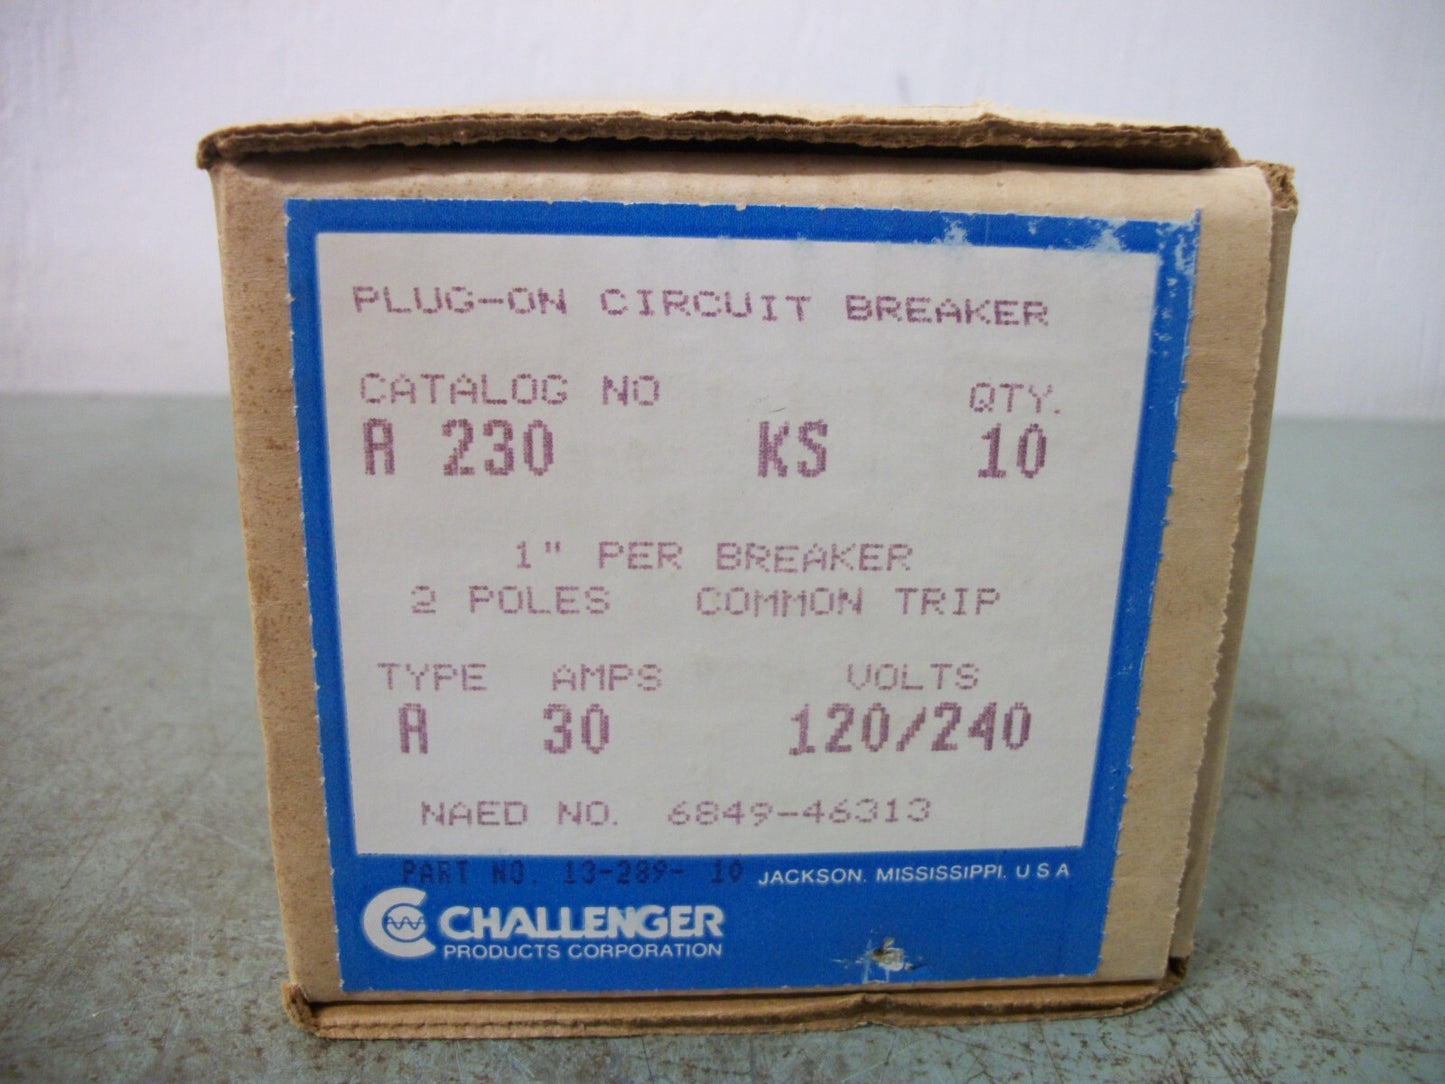 PLUG-ON CIRCUIT BREAKER
CATALOG NO QTY.
A 230 KS 10
1" PER BREAKER
2 POLES COMMON TRIP
TYPE AMPS VOLTS
A 30 120/240
NAED NO. 6849-46313
PART NO. 13-289- 10 JACKSON, MISSISSIPPI, U S A
CHALLENGER
PRODUCTS CORPORATION